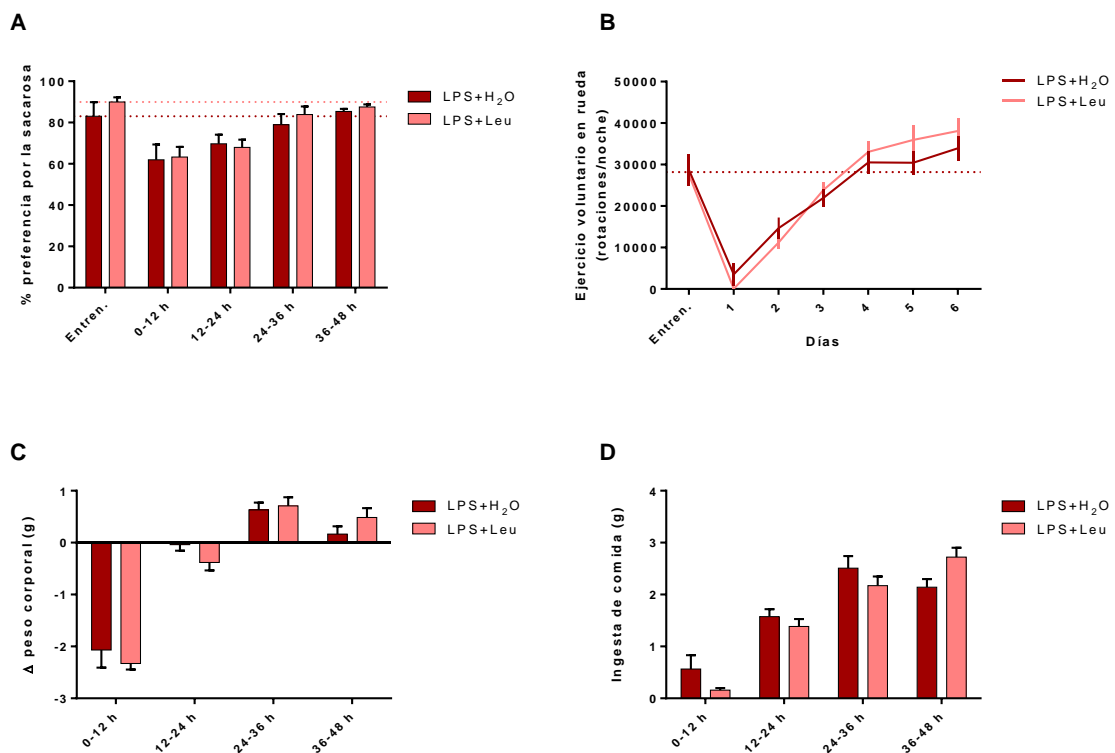 A
% preferencia por la sacarosa
100
80
60
40
20
0
Entren.
0-12 h
12-24 h
24-36 h
36-48 h
LPS+H₂O
LPS+Leu
B
Ejercicio voluntario en rueda
(rotaciones/noche)
50000
40000
30000
20000
10000
0
Entren.
1
2
3
4
5
6
Días
LPS+H₂O
LPS+Leu
C
Δ peso corporal (g)
1
0
-1
-2
-3
0-12 h
12-24 h
24-36 h
36-48 h
LPS+H₂O
LPS+Leu
D
Ingesta de comida (g)
4
3
2
1
0
0-12 h
12-24 h
24-36 h
36-48 h
LPS+H₂O
LPS+Leu